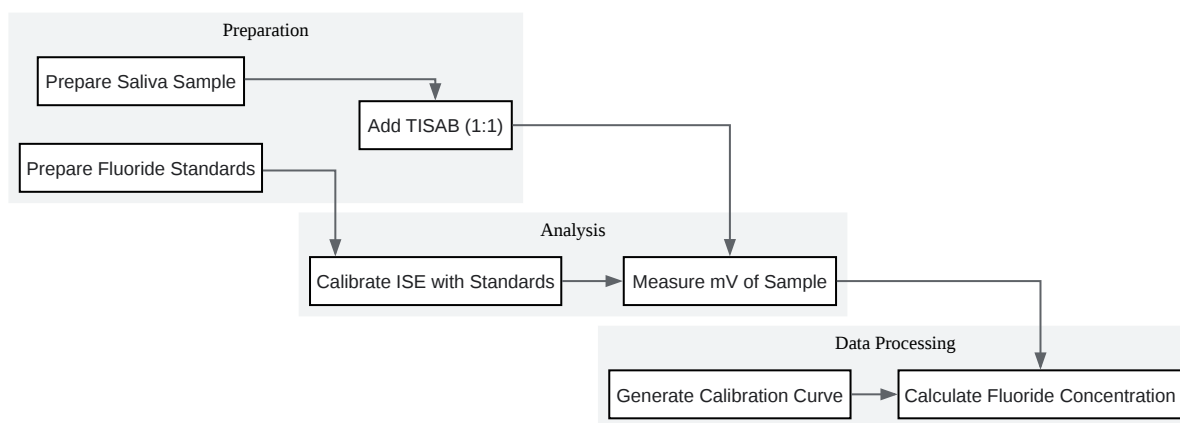 Preparation
Prepare Saliva Sample
Add TISAB (1:1)
Prepare Fluoride Standards
Analysis
Calibrate ISE with Standards
Measure mV of Sample
Data Processing
Generate Calibration Curve
Calculate Fluoride Concentration